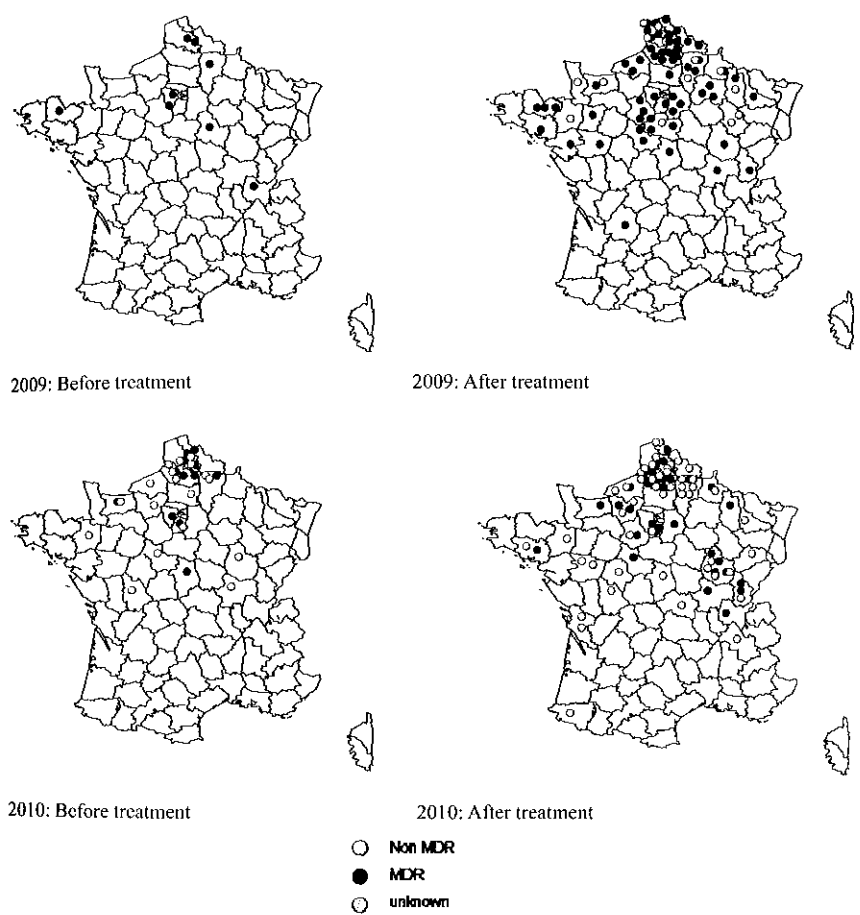 2009: Before treatment
2009: After treatment
2010: Before treatment
2010: After treatment
Non MDR
MDR
unknown